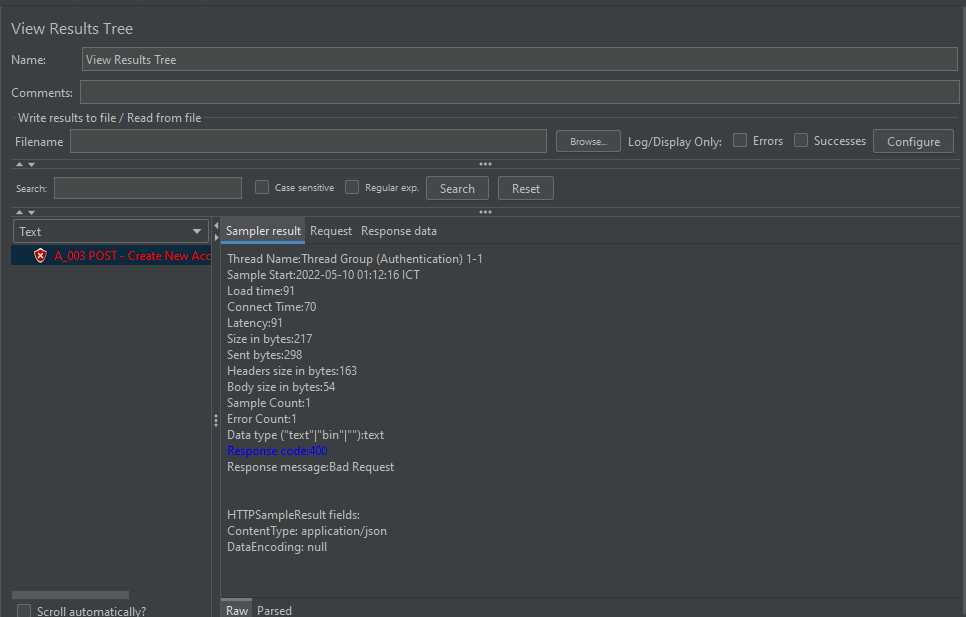 View Results Tree
Name: View Results Tree
Comments:
Write results to file / Read from file
Filename Browse... Log/Display Only: Errors Successes Configure
Search: Case sensitive Regular exp. Search Reset
Text Sampler result Request Response data
A_003 POST - Create New Acc
Thread Name:Thread Group (Authentication) 1-1
Sample Start:2022-05-10 01:12:16 ICT
Load time:91
Connect Time:70
Latency:91
Size in bytes:217
Sent bytes:298
Headers size in bytes:163
Body size in bytes:54
Sample Count:1
Error Count:1
Data type ("text"|"bin"|""):text
Response code:400
Response message:Bad Request
HTTPSampleResult fields:
ContentType: application/json
DataEncoding: null
Scroll automatically? Raw Parsed